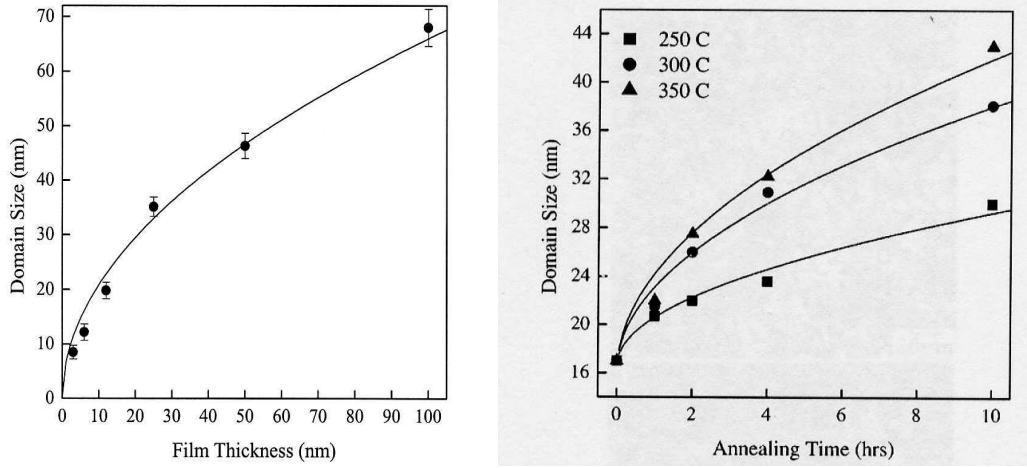 70
60
50
40
30
20
10
0
Domain Size (nm)
0 10 20 30 40 50 60 70 80 90 100
Film Thickness (nm)
250 C
300 C
350 C
44
40
36
32
28
24
20
16
Domain Size (nm)
0 2 4 6 8 10
Annealing Time (hrs)